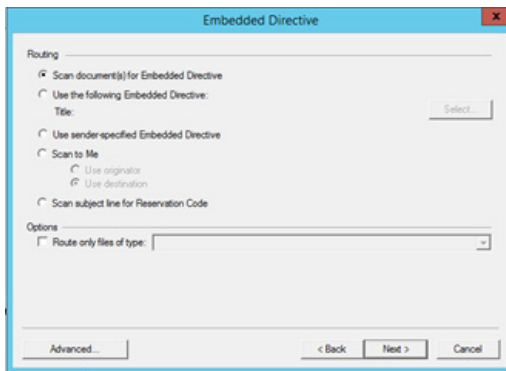 Embedded Directive
x
Routing
Scan document(s) for Embedded Directive
Use the following Embedded Directive:
Title:
Select...
Use sender-specified Embedded Directive
Scan to Me
Use originator
Use destination
Scan subject line for Reservation Code
Options
Route only files of type:
Advanced...
< Back
Next >
Cancel